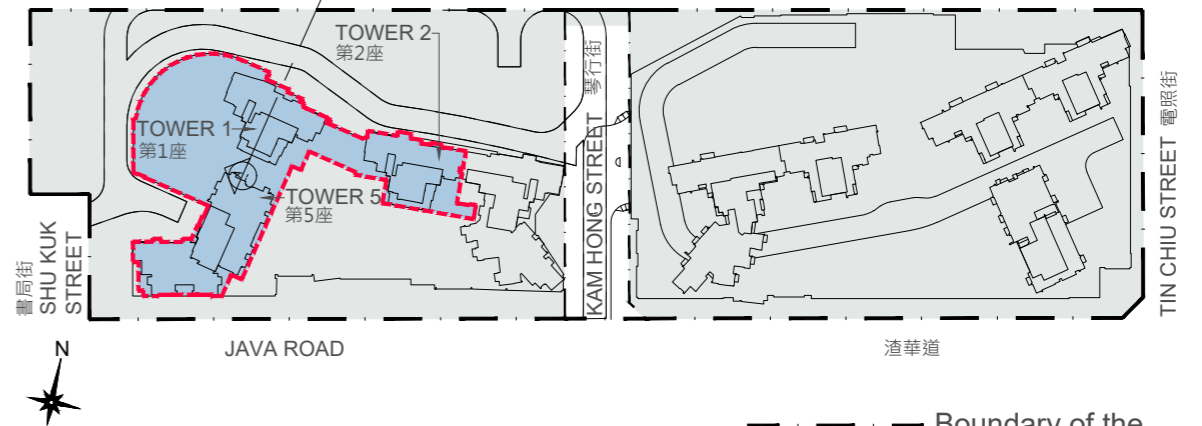 TOWER 2
第2座
TOWER 1
第1座
TOWER 5
第5座
書局街
SHU KUK
STREET
KAM HONG STREET 琴行街
TIN CHIU STREET 電照街
JAVA ROAD
渣華道
N
Boundary of the